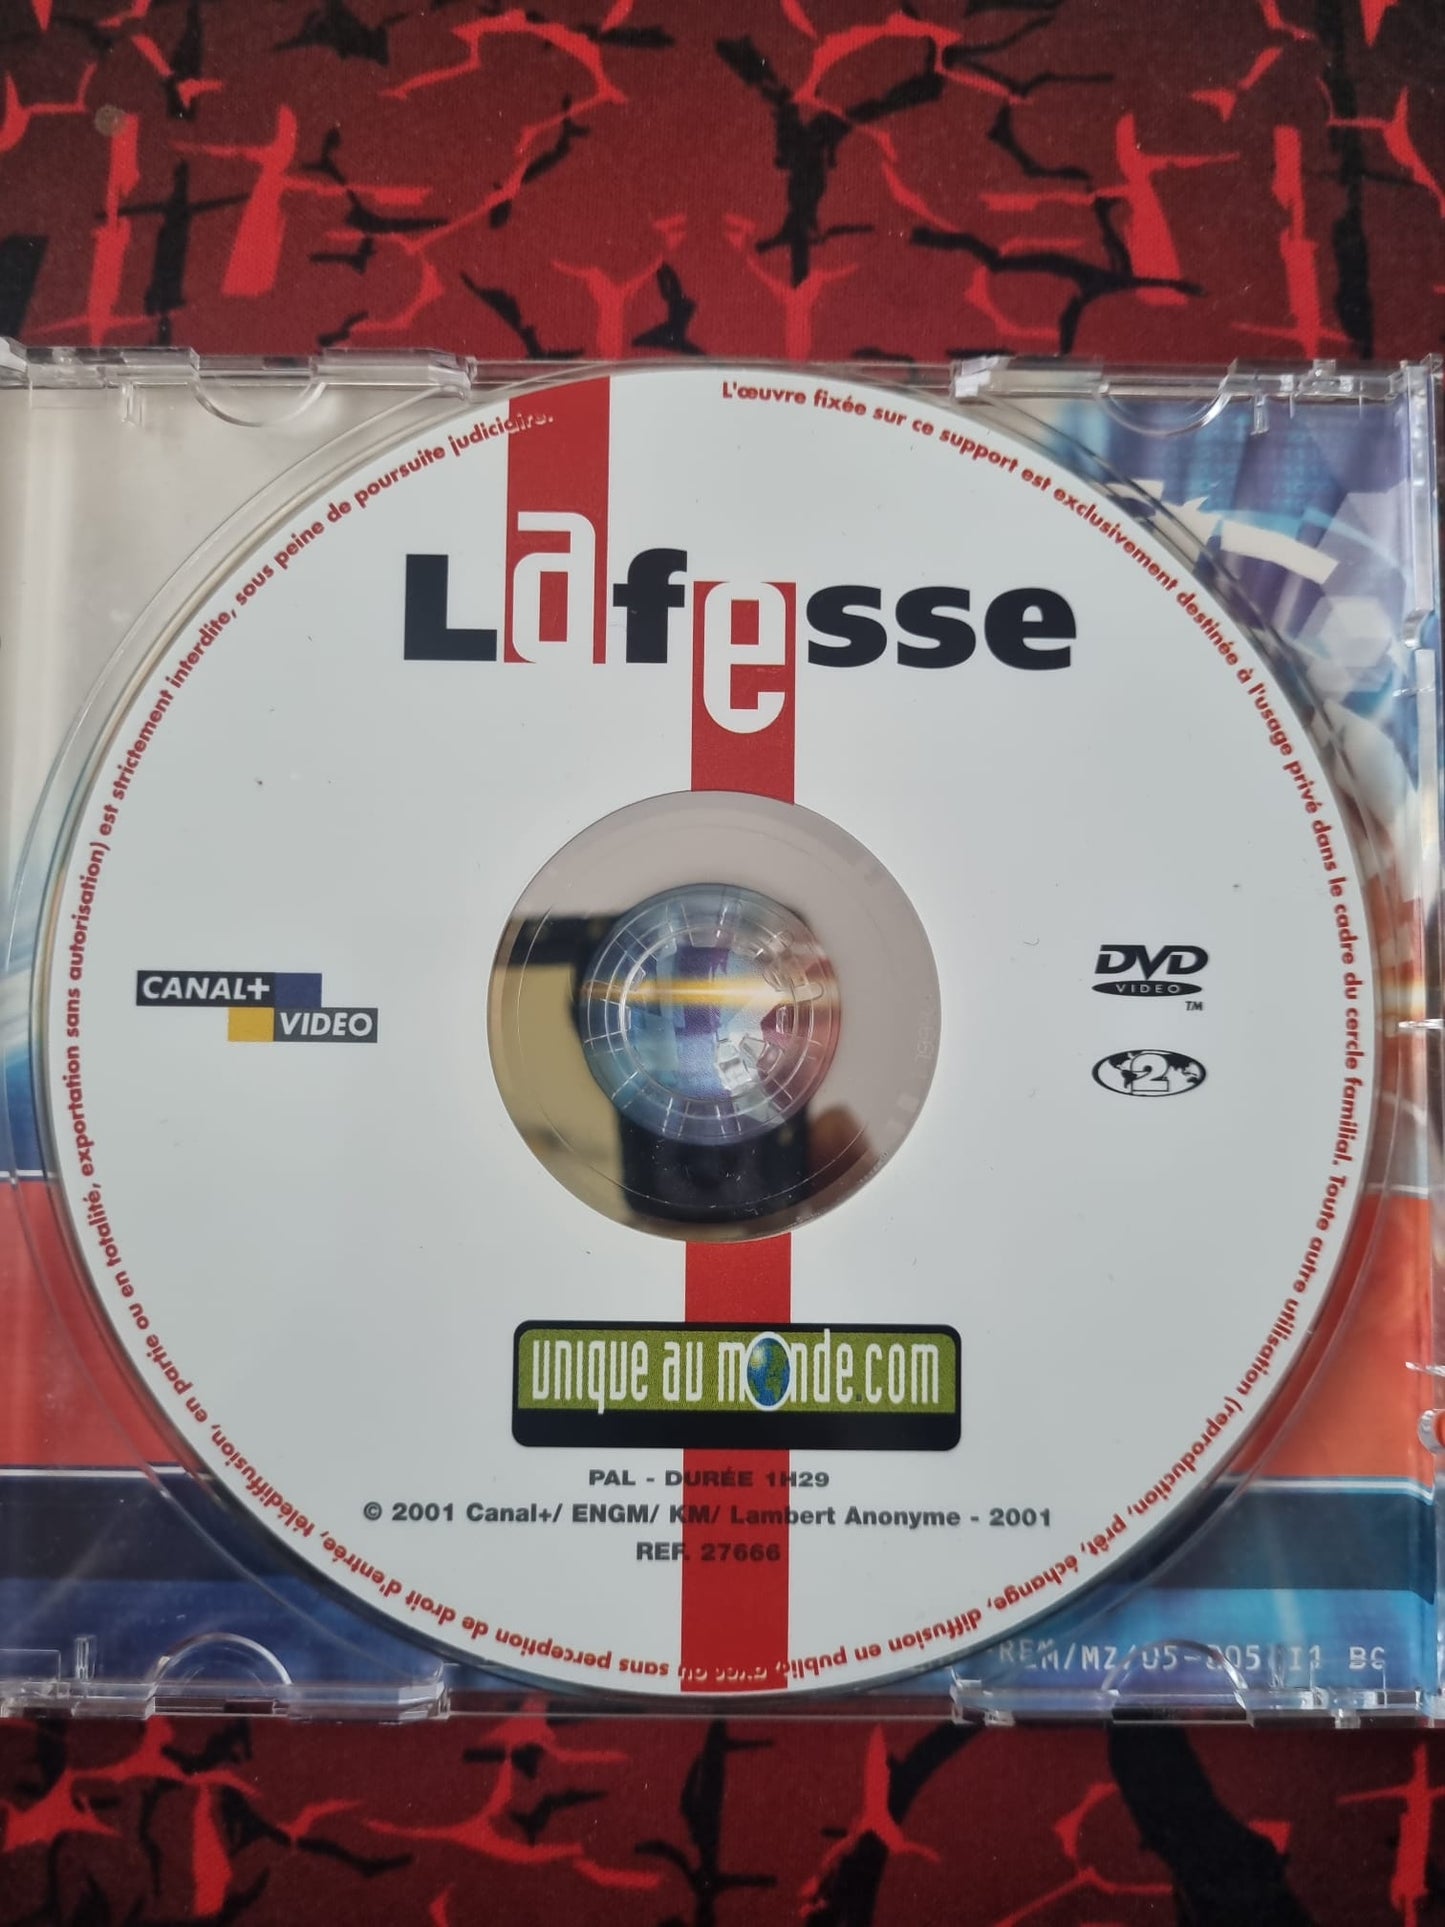 L'œuvre fixée sur ce support est exclusivement destinée à l'usage privé dans le cadre du cercle familial. Toute autre utilisation (reproduction, prêt, échange, diffusion en public, avec ou sans perception de droit d'entrée, télédiffusion, en partie ou en totalité, exportation sans autorisation) est strictement interdite, sous peine de poursuite judiciaire.
Lafesse
CANAL+
VIDEO
DVD
VIDEO
TM
2
unique au monde.com
PAL - DURÉE 1H29
© 2001 Canal+/ ENGM/ KM/ Lambert Anonyme - 2001
REF. 27666